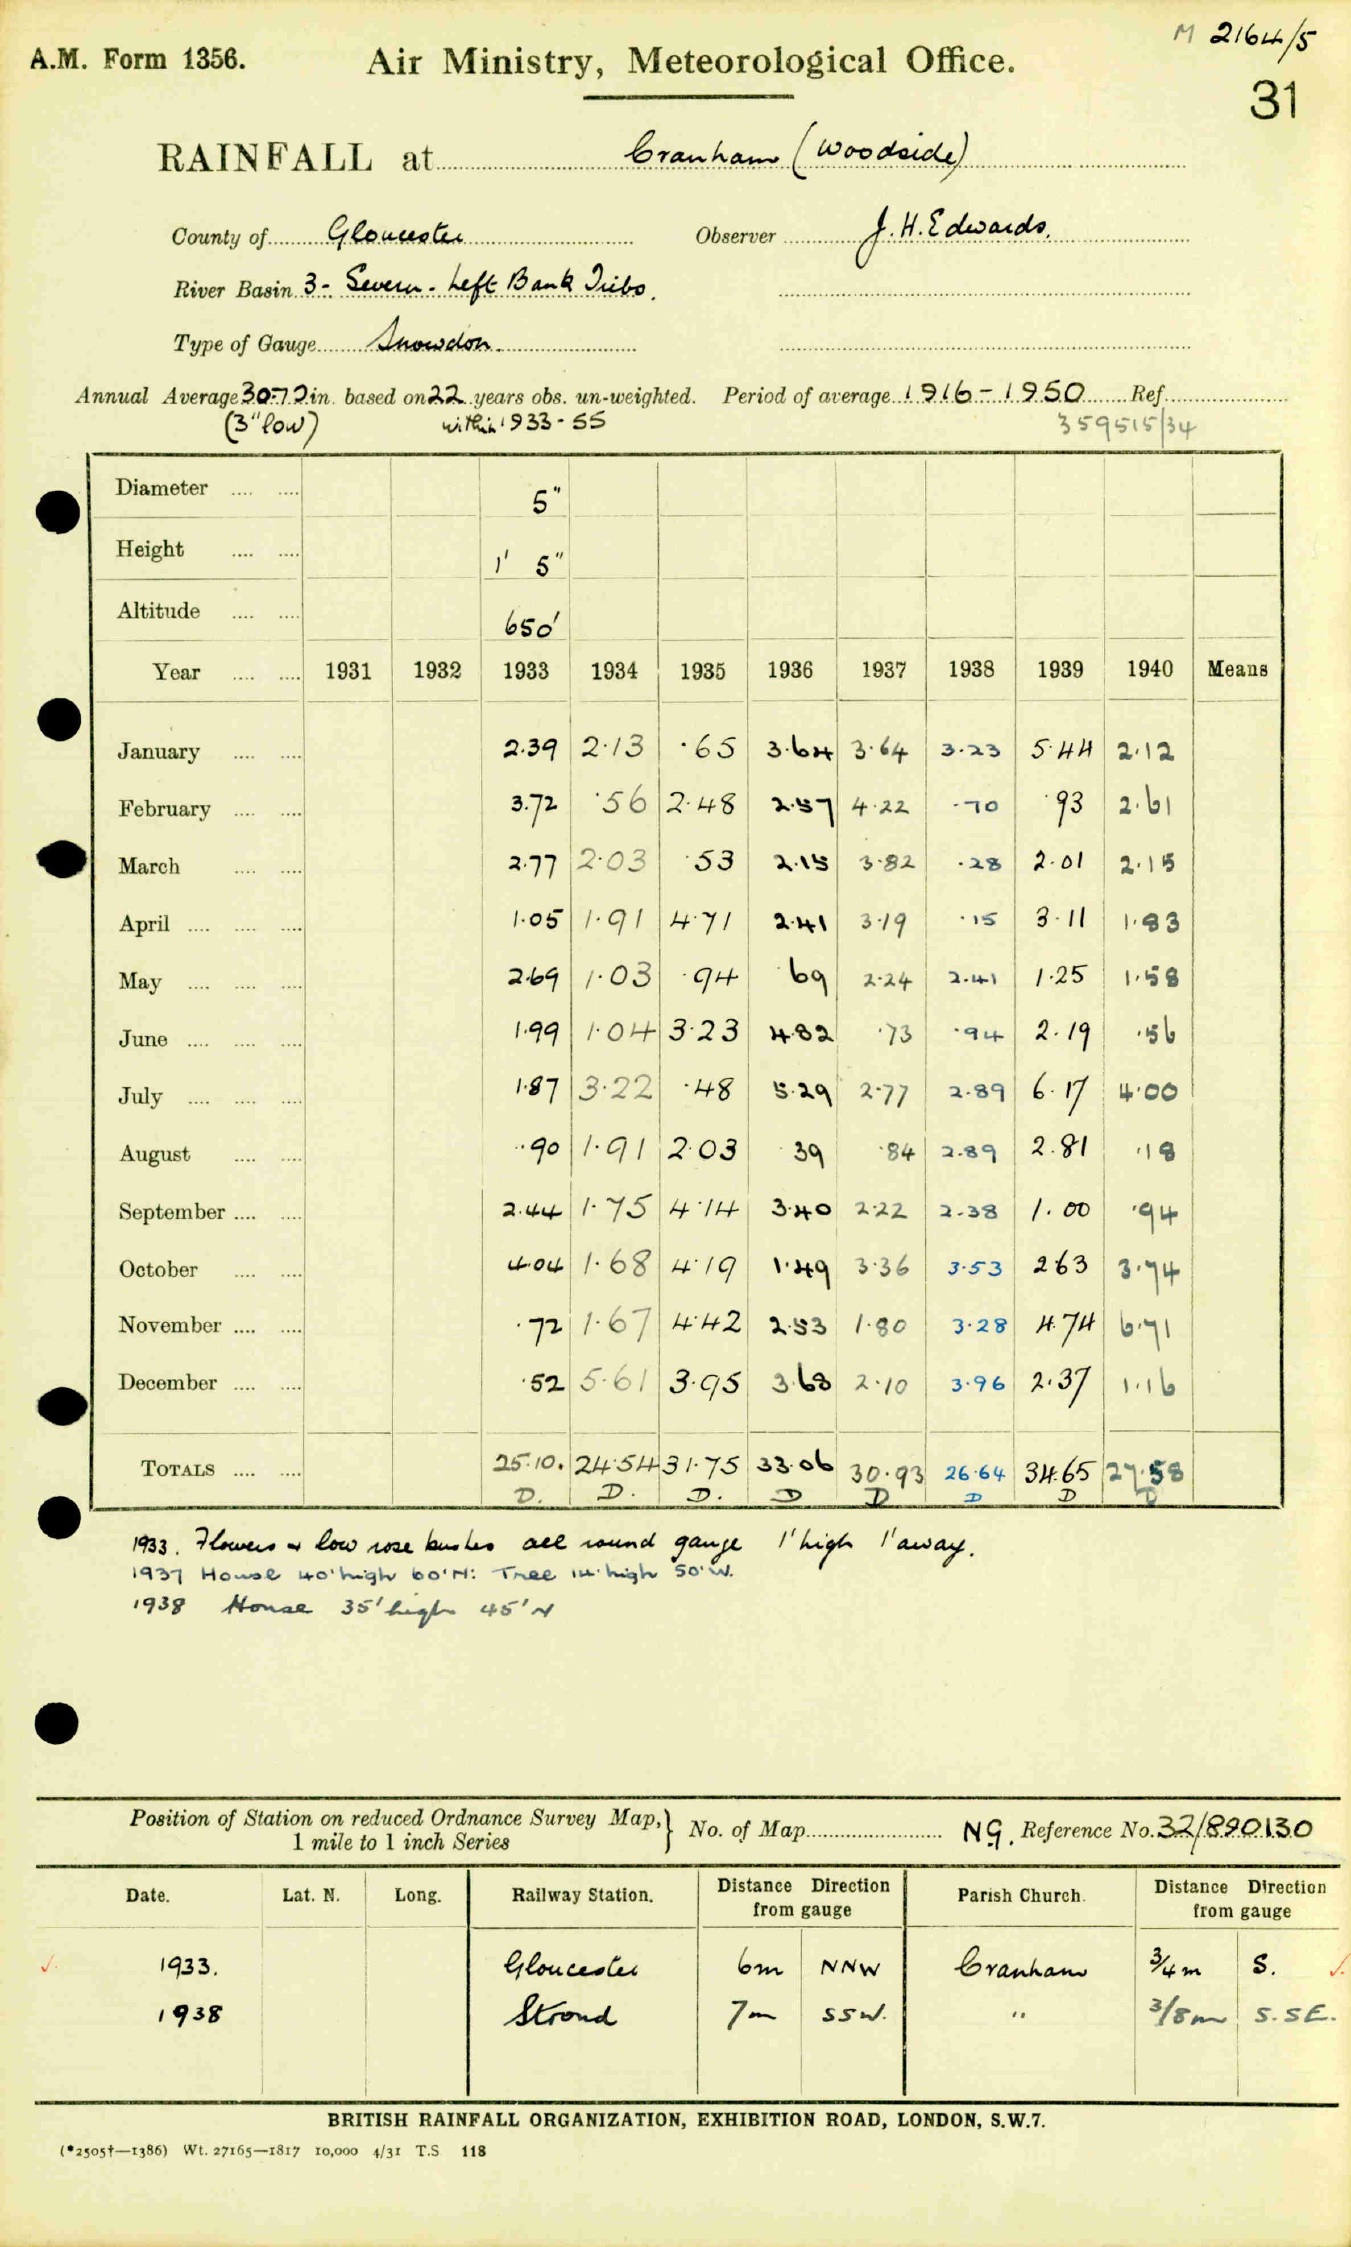 M 2164/5
A.M. Form 1356. Air Ministry, Meteorological Office.
31
RAINFALL at Cranham (Woodside)
County of Gloucester Observer J. H. Edwards.
River Basin 3 - Severn - Left Bank Tribs.
Type of Gauge Snowdon.
Annual Average 30.72 in. based on 22 years obs. un-weighted. Period of average 1916 - 1950 Ref.
(3" low) within 1933 - 55 359515/34
Diameter .... .... 5"
Height .... .... 1' 5"
Altitude .... .... 650'
Year .... .... 1931 1932 1933 1934 1935 1936 1937 1938 1939 1940 Means
January .... .... 2.39 2.13 .65 3.64 3.64 3.23 5.44 2.12
February .... .... 3.72 .56 2.48 2.57 4.22 .70 .93 2.61
March .... .... 2.77 2.03 .53 2.15 3.82 .28 2.01 2.15
April .... .... .... 1.05 1.91 4.71 2.41 3.19 .15 3.11 1.83
May .... .... .... 2.69 1.03 .94 69 2.24 2.41 1.25 1.58
June .... .... .... 1.99 1.04 3.23 4.82 .73 .94 2.19 .56
July .... .... .... 1.87 3.22 .48 5.29 2.77 2.89 6.17 4.00
August .... .... .90 1.91 2.03 39 .84 2.89 2.81 .18
September .... .... 2.44 1.75 4.14 3.40 2.22 2.38 1.00 .94
October .... .... 4.04 1.68 4.19 1.49 3.36 3.53 2 63 3.74
November .... .... .72 1.67 4.42 2.53 1.80 3.28 4.74 6.71
December .... .... .52 5.61 3.95 3.68 2.10 3.96 2.37 1.16
TOTALS .... .... 25.10. 24.54 31.75 33.06 30.93 26.64 34.65 27.58
D. D. D. D D D D D
1933. Flowers & low rose bushes all round gauge 1' high 1' away.
1937 House 40' high 60' N: Tree 14' high 50' W.
1938 House 35' high 45' N
Position of Station on reduced Ordnance Survey Map,} No. of Map NG. Reference No. 32/890130
1 mile to 1 inch Series
Date. Lat. N. Long. Railway Station. Distance Direction from gauge Parish Church. Distance Direction from gauge
1933. Gloucester 6m NNW Cranham 3/4 m S.
1938 Stroud 7m SSW. " 3/8 m S.SE.
BRITISH RAINFALL ORGANIZATION, EXHIBITION ROAD, LONDON, S.W.7.
(*2505†—1386) Wt. 27165—1817 10,000 4/31 T.S 118